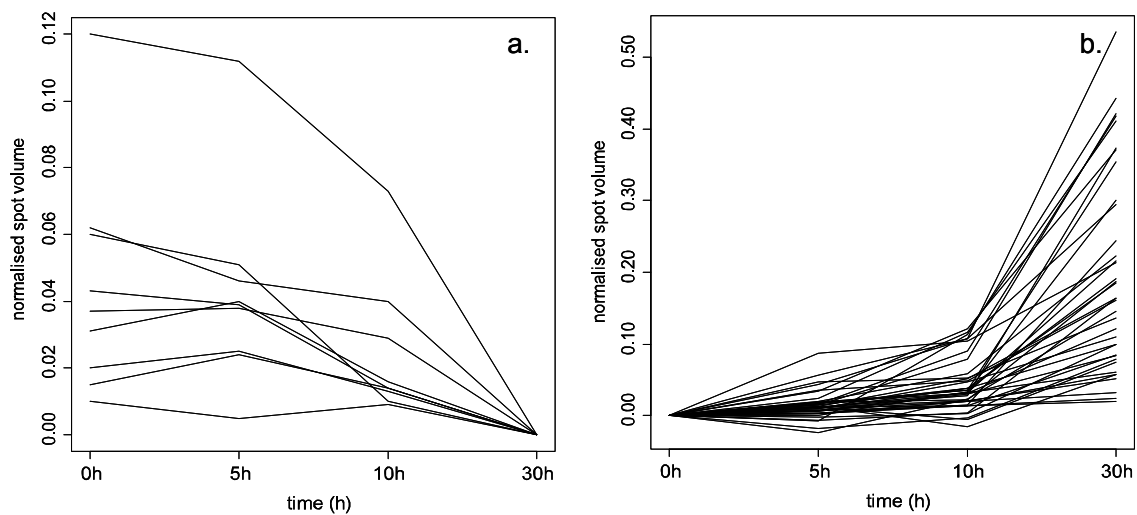 a.
0.12
0.10
0.08
0.06
0.04
0.02
0.00
normalised spot volume
0h 5h 10h 30h
time (h)
b.
0.50
0.40
0.30
0.20
0.10
0.00
normalised spot volume
0h 5h 10h 30h
time (h)